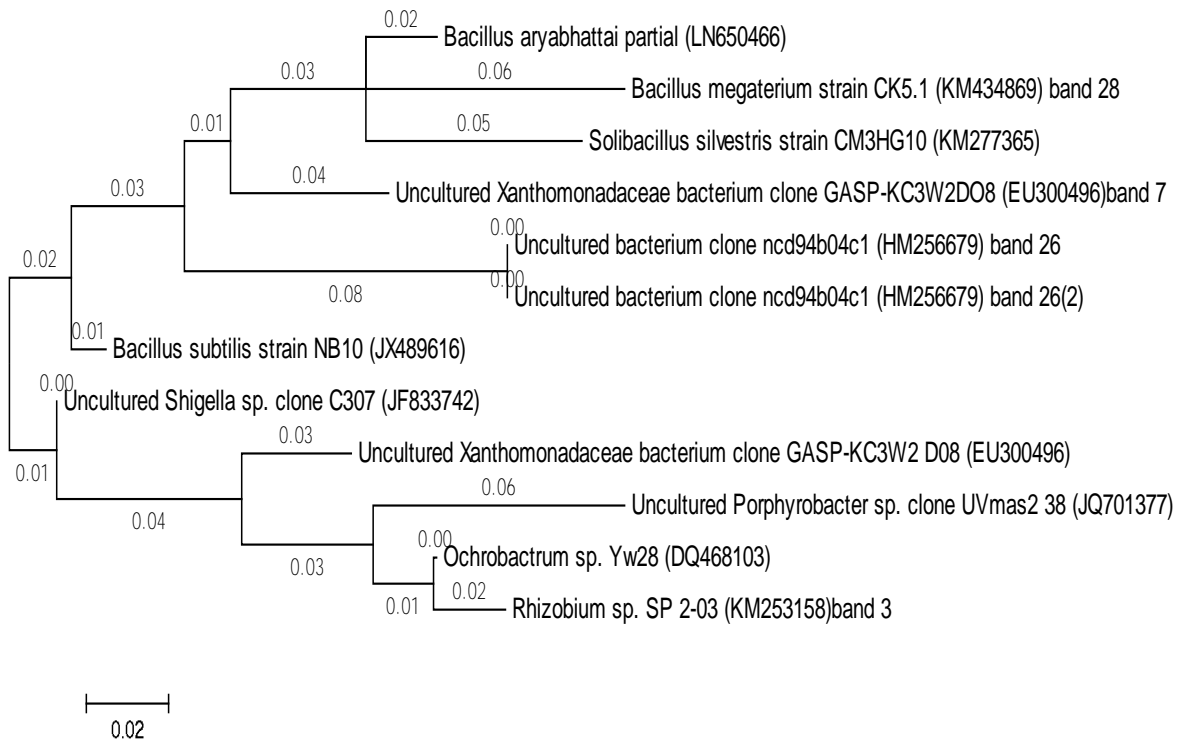 0.02
Bacillus aryabhattai partial (LN650466)
0.03
0.06
Bacillus megaterium strain CK5.1 (KM434869) band 28
0.01
0.05
Solibacillus silvestris strain CM3HG10 (KM277365)
0.03
0.04
Uncultured Xanthomonadaceae bacterium clone GASP-KC3W2DO8 (EU300496)band 7
0.00
Uncultured bacterium clone ncd94b04c1 (HM256679) band 26
0.02
0.08
0.00
Uncultured bacterium clone ncd94b04c1 (HM256679) band 26(2)
0.01
Bacillus subtilis strain NB10 (JX489616)
0.00
Uncultured Shigella sp. clone C307 (JF833742)
0.01
0.03
Uncultured Xanthomonadaceae bacterium clone GASP-KC3W2 D08 (EU300496)
0.04
0.06
Uncultured Porphyrobacter sp. clone UVmas2 38 (JQ701377)
0.03
0.00
Ochrobactrum sp. Yw28 (DQ468103)
0.01
0.02
Rhizobium sp. SP 2-03 (KM253158)band 3
0.02